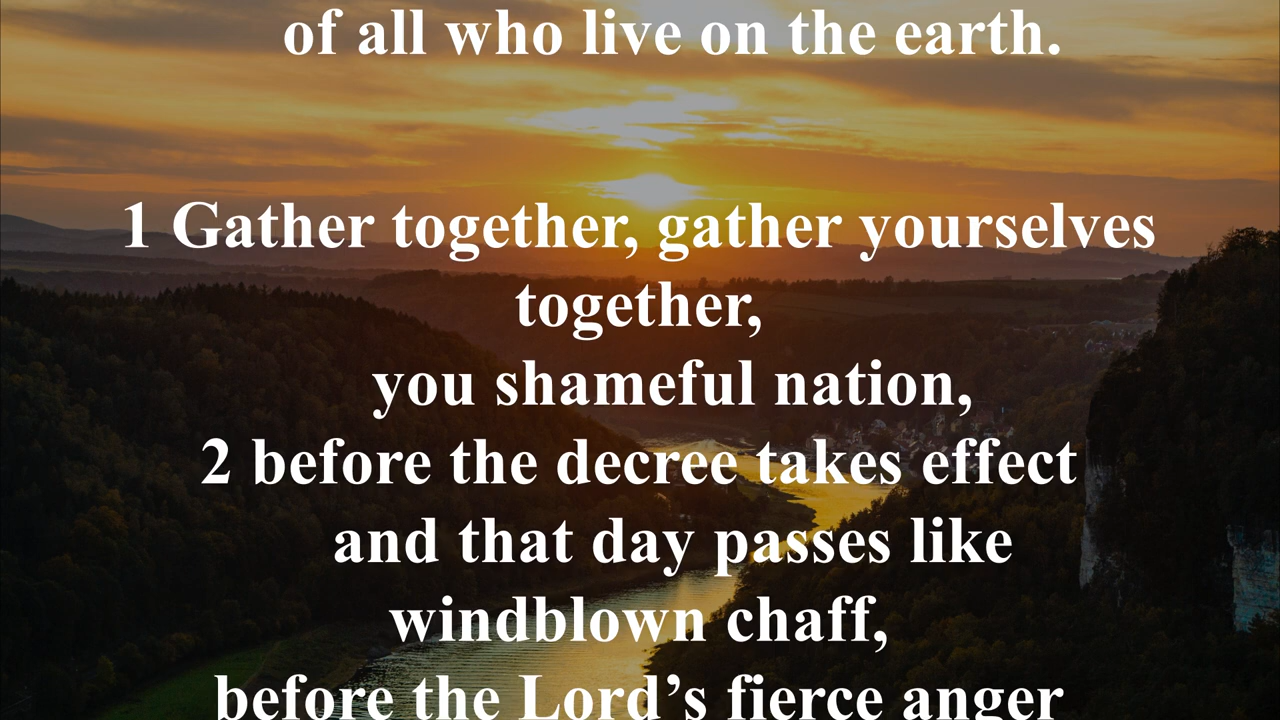 of all who live on the earth.
1 Gather together, gather yourselves
together,
you shameful nation,
2 before the decree takes effect
and that day passes like
windblown chaff,
before the Lord’s fierce anger